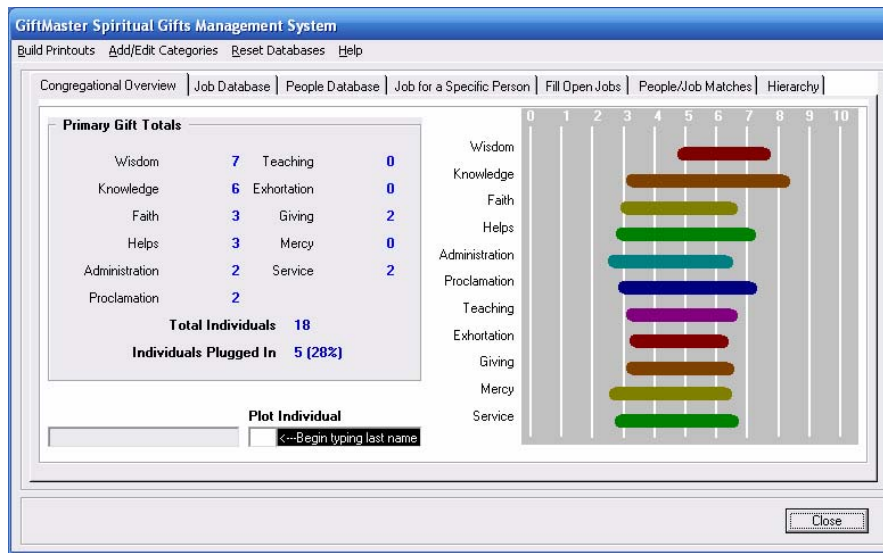 GiftMaster Spiritual Gifts Management System
Build Printouts Add/Edit Categories Reset Databases Help
Congregational Overview Job Database People Database Job for a Specific Person Fill Open Jobs People/Job Matches Hierarchy
Primary Gift Totals
Wisdom 7 Teaching 0
Knowledge 6 Exhortation 0
Faith 3 Giving 2
Helps 3 Mercy 0
Administration 2 Service 2
Proclamation 2
Total Individuals 18
Individuals Plugged In 5 (28%)
Plot Individual
<---Begin typing last name
0 1 2 3 4 5 6 7 8 9 10
Wisdom
Knowledge
Faith
Helps
Administration
Proclamation
Teaching
Exhortation
Giving
Mercy
Service
Close